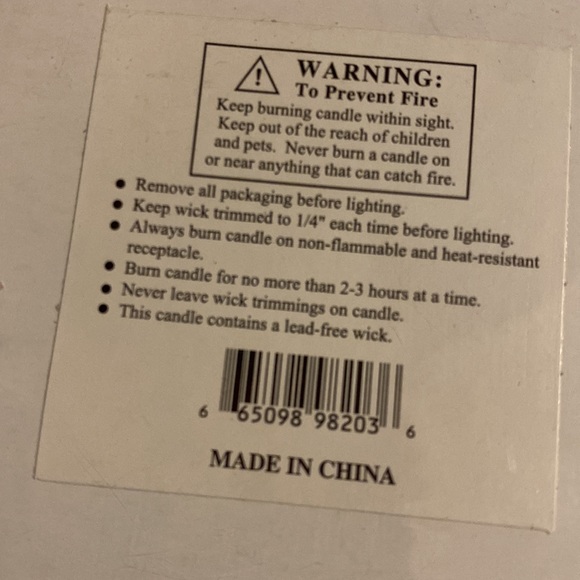 WARNING:
To Prevent Fire
Keep burning candle within sight.
Keep out of the reach of children
and pets. Never burn a candle on
or near anything that can catch fire.
• Remove all packaging before lighting.
• Keep wick trimmed to 1/4" each time before lighting.
• Always burn candle on non-flammable and heat-resistant
receptacle.
• Burn candle for no more than 2-3 hours at a time.
• Never leave wick trimmings on candle.
• This candle contains a lead-free wick.
6 65098 98203 6
MADE IN CHINA